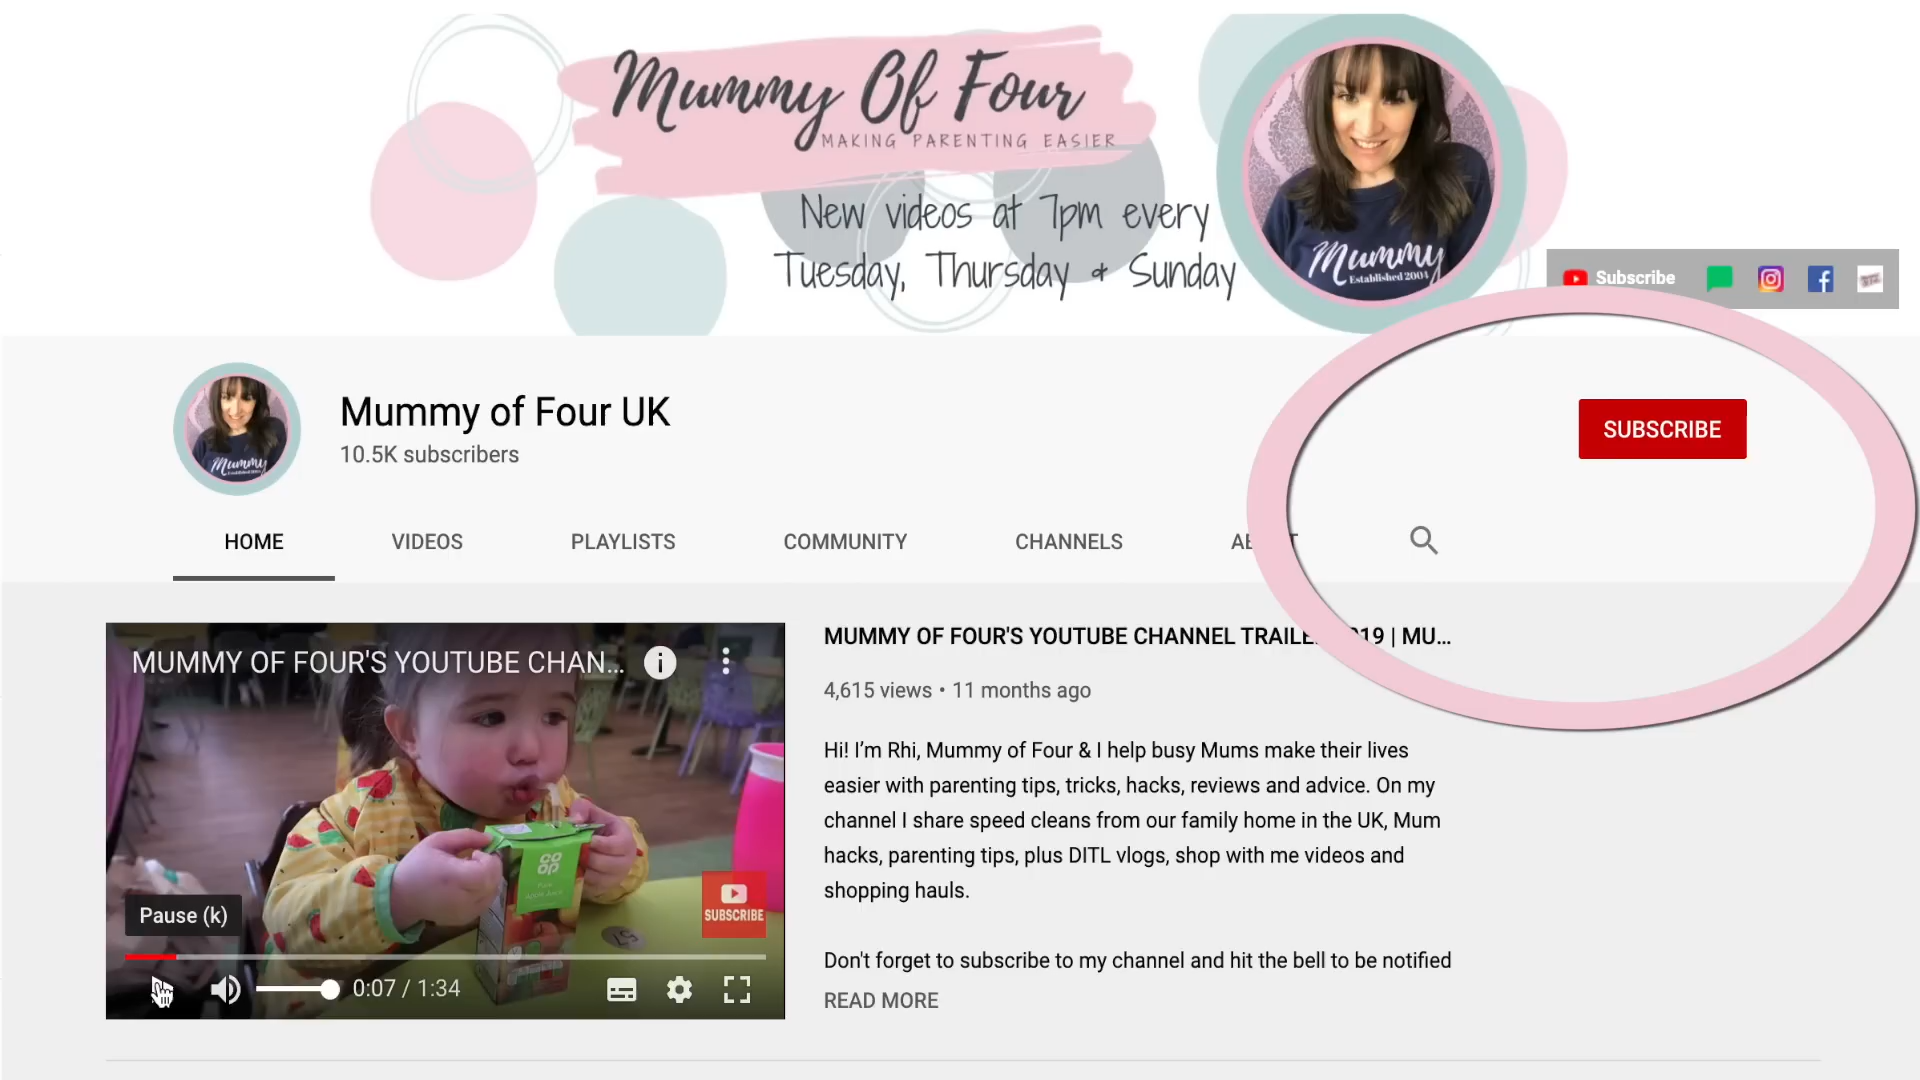 Mummy Of Four
MAKING PARENTING EASIER
New videos at 7pm every
Tuesday, Thursday & Sunday
Mummy
Established 2004
Subscribe
Mummy of Four UK
10.5K subscribers
SUBSCRIBE
Mummy
HOME
VIDEOS
PLAYLISTS
COMMUNITY
CHANNELS
MUMMY OF FOUR'S YOUTUBE CHAN...
MUMMY OF FOUR'S YOUTUBE CHANNEL 19 | MU...
4,615 views • 11 months ago
Hi! I’m Rhi, Mummy of Four & I help busy Mums make their lives
easier with parenting tips, tricks, hacks, reviews and advice. On my
channel I share speed cleans from our family home in the UK, Mum
hacks, parenting tips, plus DITL vlogs, shop with me videos and
shopping hauls.
Don't forget to subscribe to my channel and hit the bell to be notified
READ MORE
CO
OP
57
SUBSCRIBE
Pause (k)
0:07 / 1:34